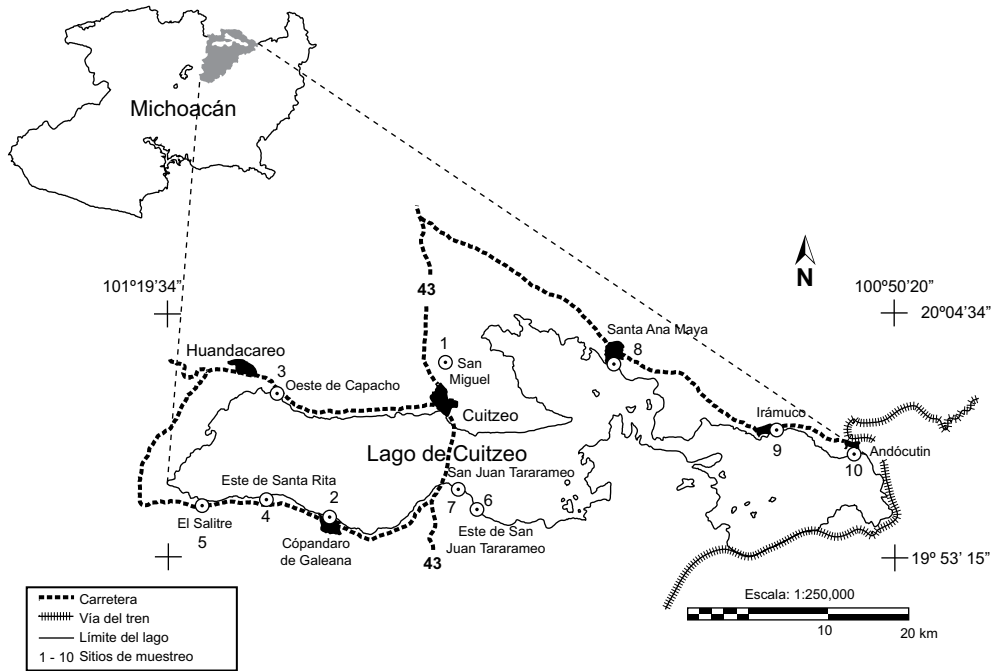 Michoacán
N
101º19’34”
100º50’20”
20º04’34”
43
Santa Ana Maya
8
Huandacareo
1
San
Miguel
3
Oeste de Capacho
Cuitzeo
Irámuco
9
Lago de Cuitzeo
Andócutin
10
San Juan Tararameo
Este de Santa Rita
2
7
6
El Salitre
4
5
Este de San
Juan Tararameo
Cópandaro
de Galeana
43
19º 53’ 15”
Carretera
Vía del tren
Límite del lago
1 - 10 Sitios de muestreo
Escala: 1:250,000
10
20 km